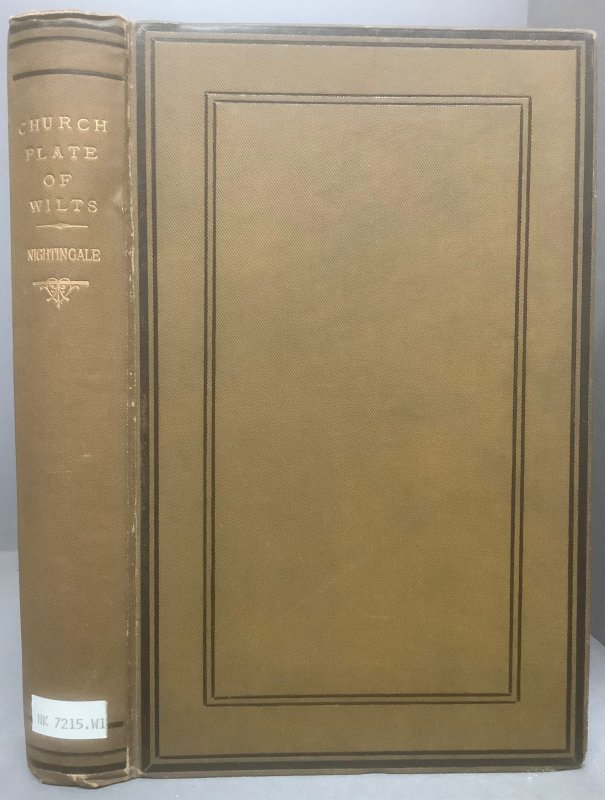 CHURCH
PLATE
OF
WILTS
NIGHTINGALE
NK 7215.W1